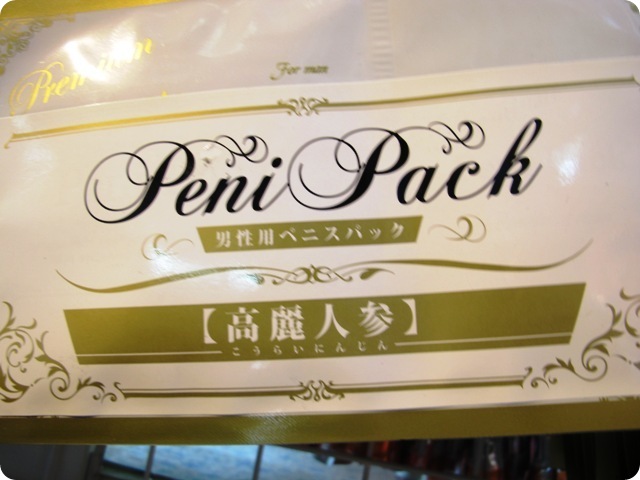 Premium
For man
Peni Pack
男性用ペニスパック
【高麗人参】
こうらいにんじん